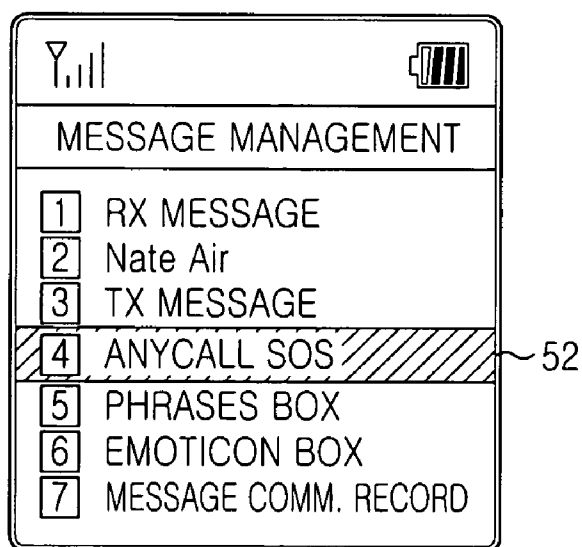 MESSAGE MANAGEMENT
1 RX MESSAGE
2 Nate Air
3 TX MESSAGE
4 ANYCALL SOS 52
5 PHRASES BOX
6 EMOTICON BOX
7 MESSAGE COMM. RECORD